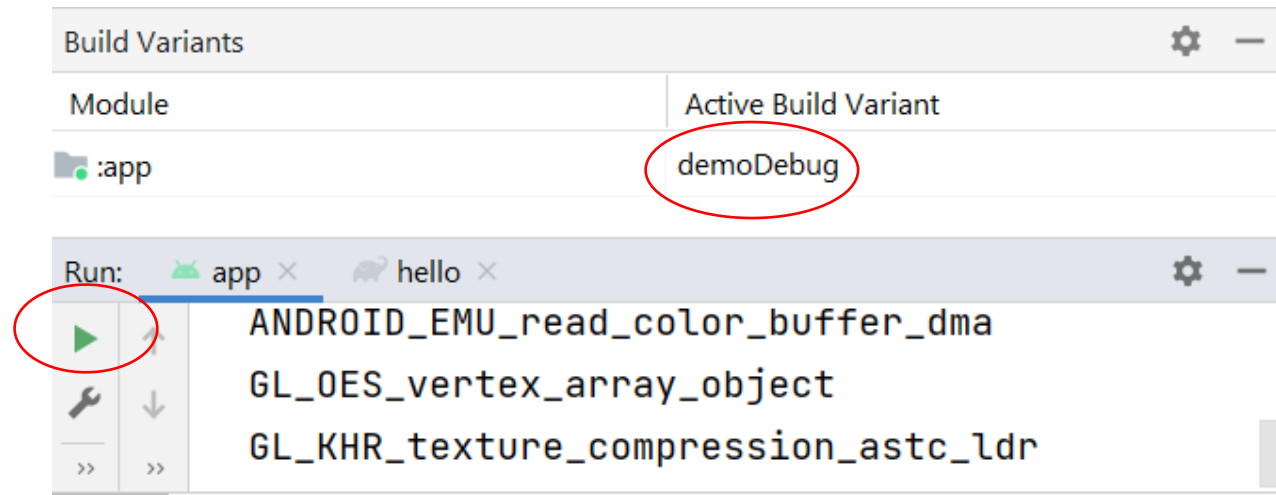 Build Variants
Module Active Build Variant
:app demoDebug
Run: app hello
ANDROID_EMU_read_color_buffer_dma
GL_OES_vertex_array_object
GL_KHR_texture_compression_astc_ldr